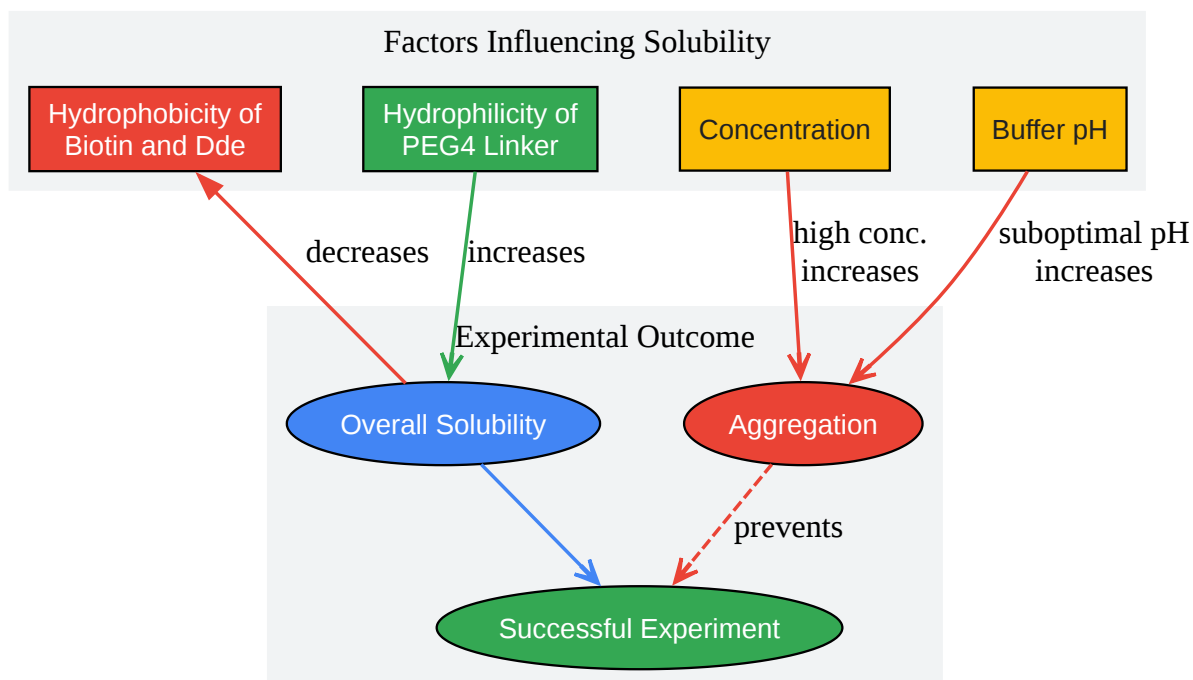 Factors Influencing Solubility
Hydrophobicity of
Biotin and Dde
Hydrophilicity of
PEG4 Linker
Concentration
Buffer pH
decreases
increases
high conc.
increases
suboptimal pH
increases
Experimental Outcome
Overall Solubility
Aggregation
prevents
Successful Experiment